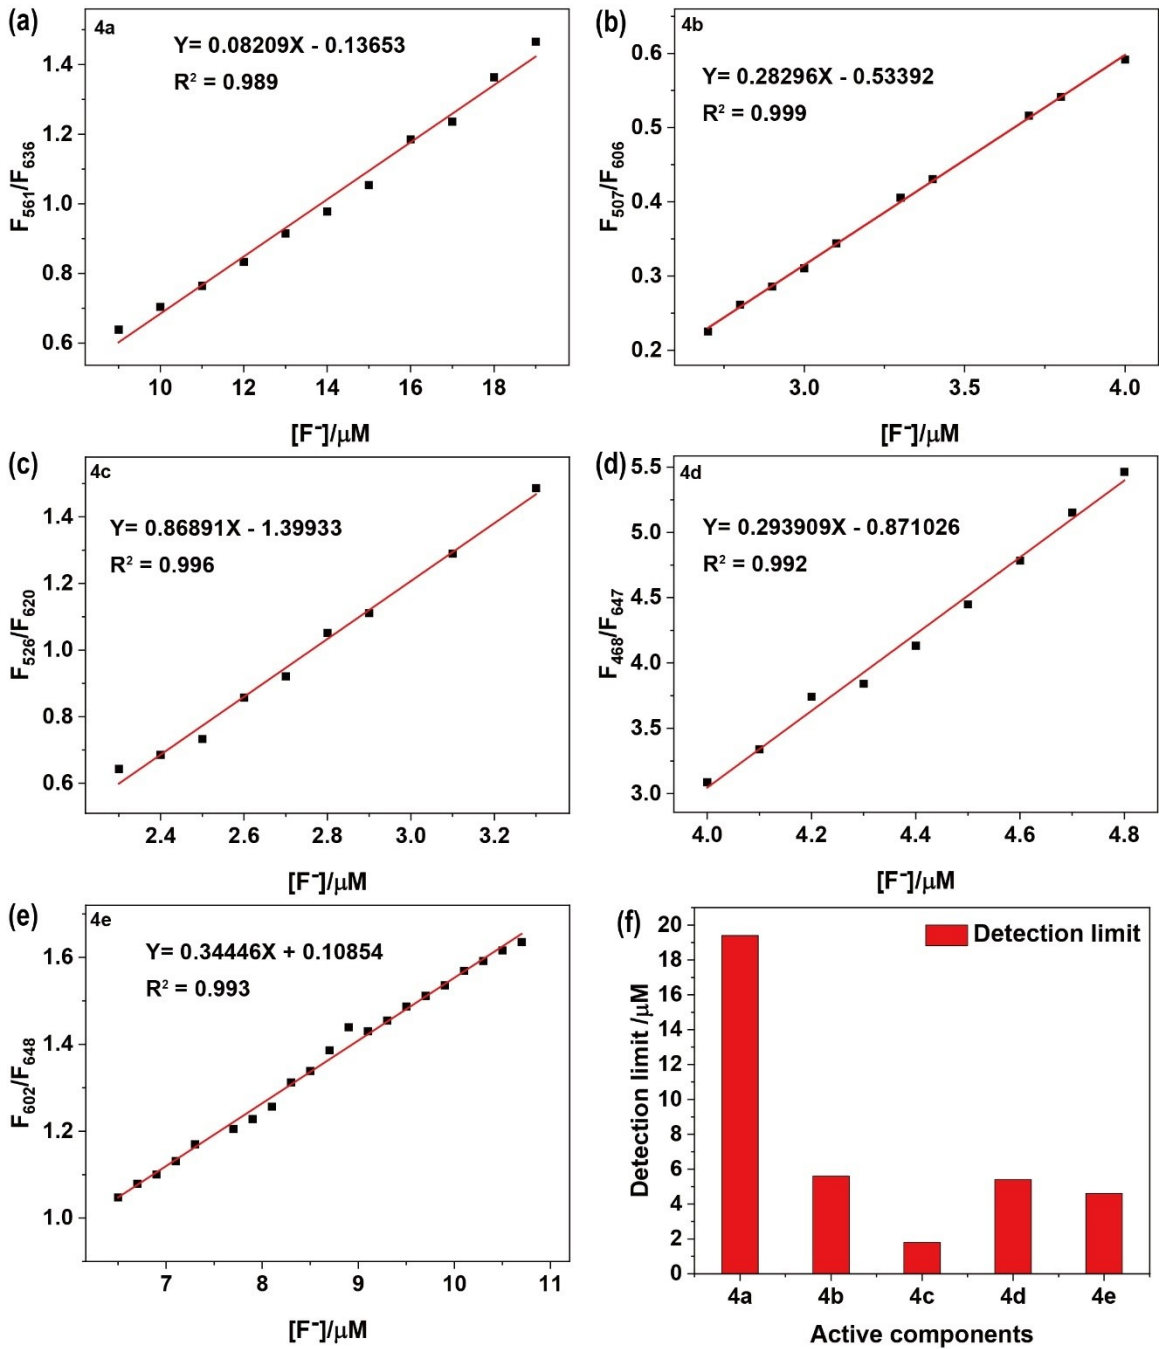 (a)
4a
Y= 0.08209X - 0.13653
R² = 0.989
1.4
1.2
1.0
0.8
0.6
F₅₆₁/F₆₃₆
10 12 14 16 18
[F⁻]/μM
(b)
4b
Y= 0.28296X - 0.53392
R² = 0.999
0.6
0.5
0.4
0.3
0.2
F₅₀₇/F₆₀₆
3.0 3.5 4.0
[F⁻]/μM
(c)
4c
Y= 0.86891X - 1.39933
R² = 0.996
1.4
1.2
1.0
0.8
0.6
F₅₂₆/F₆₂₀
2.4 2.6 2.8 3.0 3.2
[F⁻]/μM
(d)
4d
Y= 0.293909X - 0.871026
R² = 0.992
5.5
5.0
4.5
4.0
3.5
3.0
F₄₆₈/F₆₄₇
4.0 4.2 4.4 4.6 4.8
[F⁻]/μM
(e)
4e
Y= 0.34446X + 0.10854
R² = 0.993
1.6
1.4
1.2
1.0
F₆₀₂/F₆₄₈
7 8 9 10 11
[F⁻]/μM
(f)
Detection limit
20
18
16
14
12
10
8
6
4
2
0
Detection limit /μM
4a 4b 4c 4d 4e
Active components